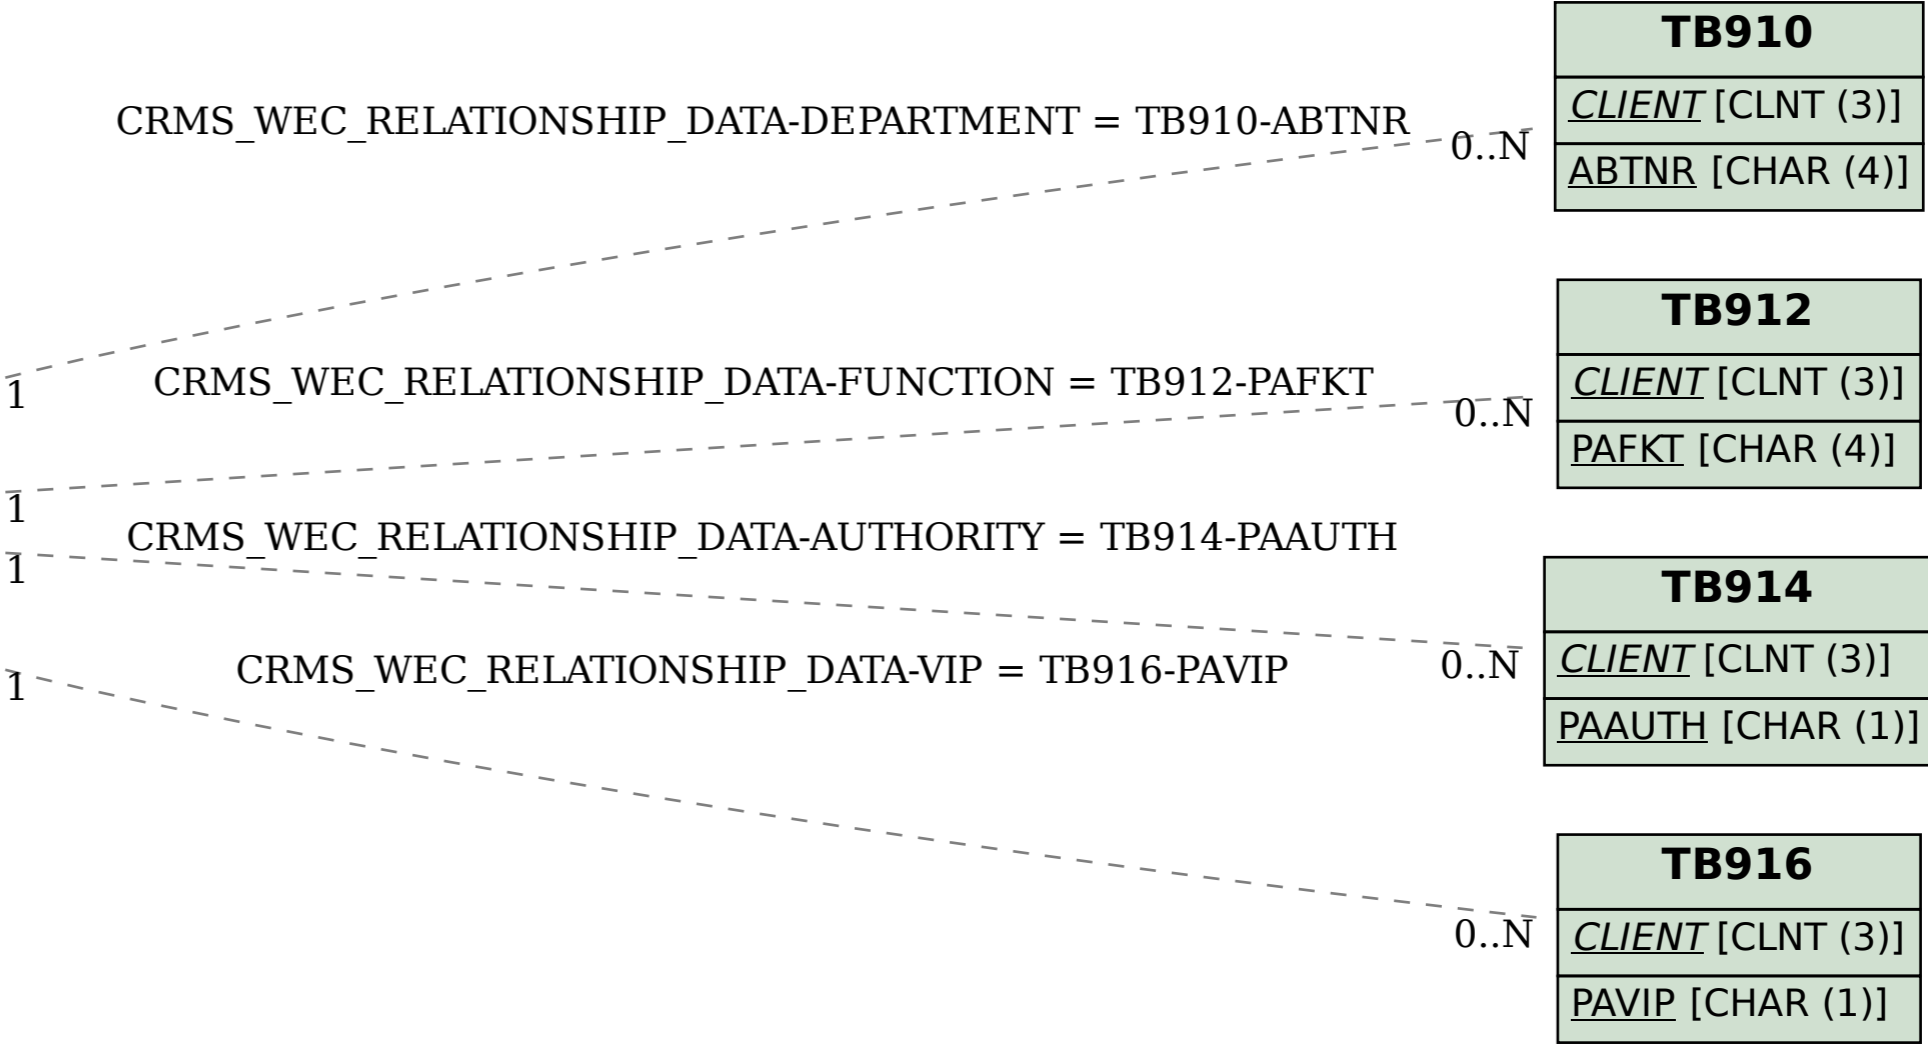 TB910
CLIENT [CLNT (3)]
ABTNR [CHAR (4)]
CRMS_WEC_RELATIONSHIP_DATA-DEPARTMENT = TB910-ABTNR
0..N
1
TB912
CLIENT [CLNT (3)]
PAFKT [CHAR (4)]
CRMS_WEC_RELATIONSHIP_DATA-FUNCTION = TB912-PAFKT
0..N
1
CRMS_WEC_RELATIONSHIP_DATA-AUTHORITY = TB914-PAAUTH
1
0..N
TB914
CLIENT [CLNT (3)]
PAAUTH [CHAR (1)]
CRMS_WEC_RELATIONSHIP_DATA-VIP = TB916-PAVIP
1
0..N
TB916
CLIENT [CLNT (3)]
PAVIP [CHAR (1)]